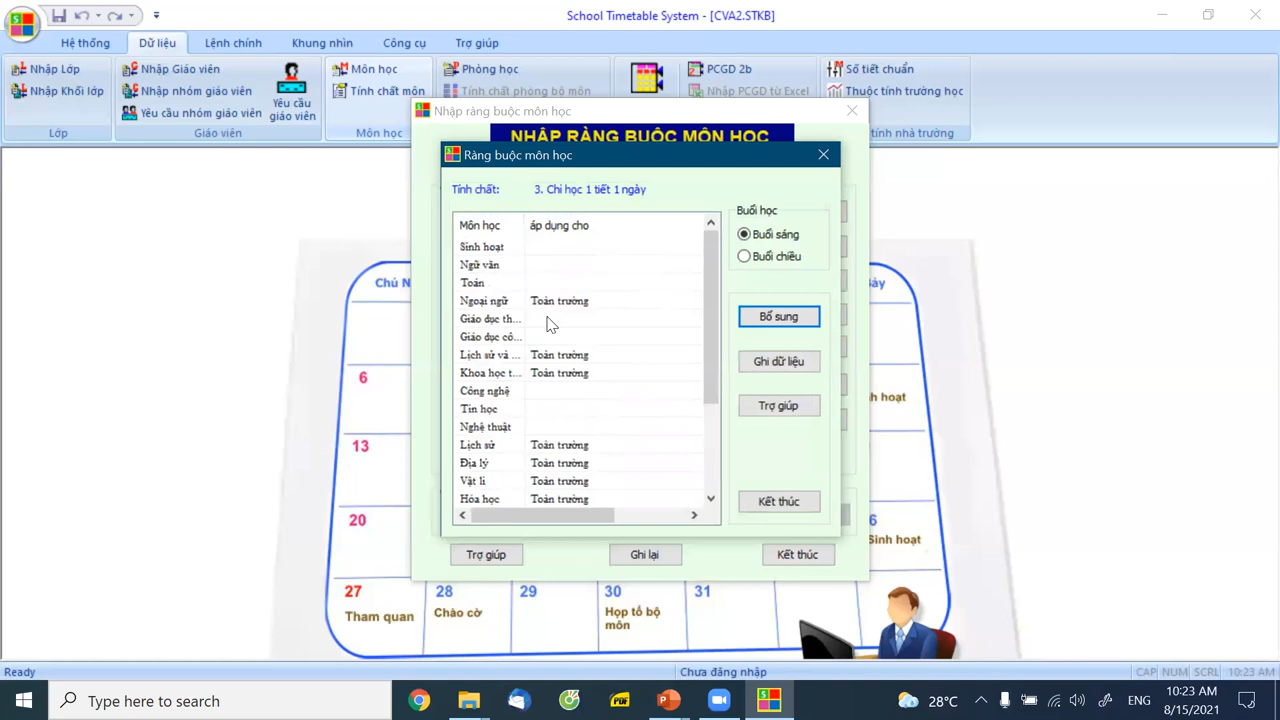 School Timetable System - [CVA2.STKB]
Hệ thống Dữ liệu Lệnh chính Khung nhìn Công cụ Trợ giúp
Nhập Lớp
Nhập Khối lớp
Lớp
Nhập Giáo viên
Nhập nhóm giáo viên
Yêu cầu nhóm giáo viên
Yêu cầu
giáo viên
Giáo viên
Môn học
Tính chất môn
Môn học
Phòng học
Tính chất phòng bộ môn
PCGD 2b
Nhập PCGD từ Excel
Số tiết chuẩn
Thuộc tính trường học
tính nhà trường
Nhập ràng buộc môn học
NHẬP RÀNG BUỘC MÔN HỌC
Ràng buộc môn học
Tính chất: 3. Chỉ học 1 tiết 1 ngày
Môn học áp dụng cho
Sinh hoạt
Ngữ văn
Toán
Ngoại ngữ Toàn trường
Giáo dục th...
Giáo dục cô...
Lịch sử và ... Toàn trường
Khoa học t... Toàn trường
Công nghệ
Tin học
Nghệ thuật
Lịch sử Toàn trường
Địa lý Toàn trường
Vật lí Toàn trường
Hóa học Toàn trường
Buổi học
Buổi sáng
Buổi chiều
Bổ sung
Ghi dữ liệu
Trợ giúp
Kết thúc
Trợ giúp Ghi lại Kết thúc
Chủ N
ảy
6
nh hoạt
13
20
6
Sinh hoạt
27 28 29 30 31
Tham quan
Chào cờ
Họp tổ bộ
môn
Ready Chưa đăng nhập CAP NUM SCRL 10:23 AM
Type here to search
PDF
28°C
ENG
10:23 AM
8/15/2021